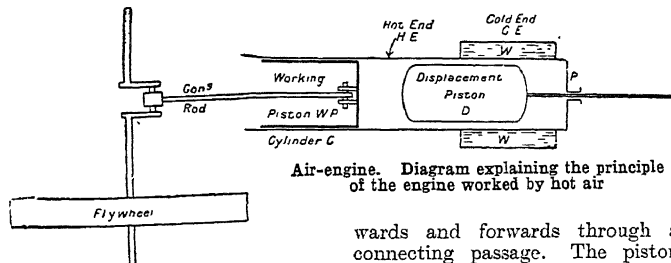 Hot End
H E
Cold End
C E
W
Working
Displacement
Piston
D
P
Con^g
Rod
Piston WP
W
Cylinder C
Air-engine. Diagram explaining the principle
of the engine worked by hot air
Flywheel
wards and forwards through a
connecting passage. The piston